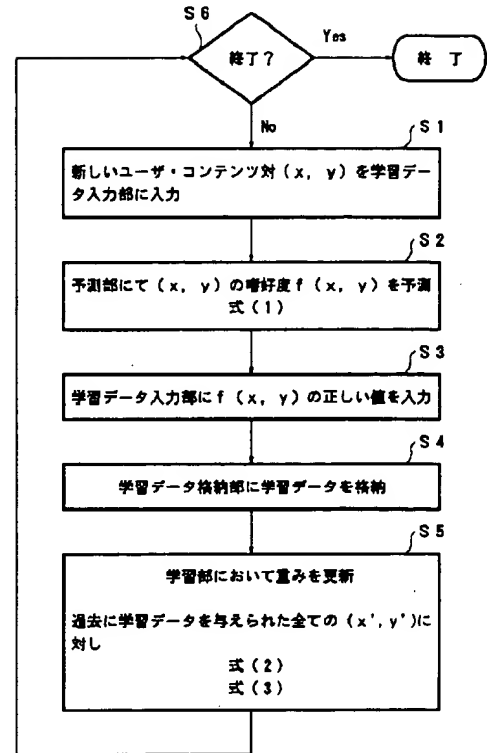 S6
終了?
Yes
終 了
No
S1
新しいユーザ・コンテンツ対(x, y)を学習デー
タ入力部に入力
S2
予測部にて(x, y)の嗜好度f(x, y)を予測
式(1)
S3
学習データ入力部にf(x, y)の正しい値を入力
S4
学習データ格納部に学習データを格納
S5
学習部において重みを更新
過去に学習データを与えられた全ての(x', y')に
対し
式(2)
式(3)